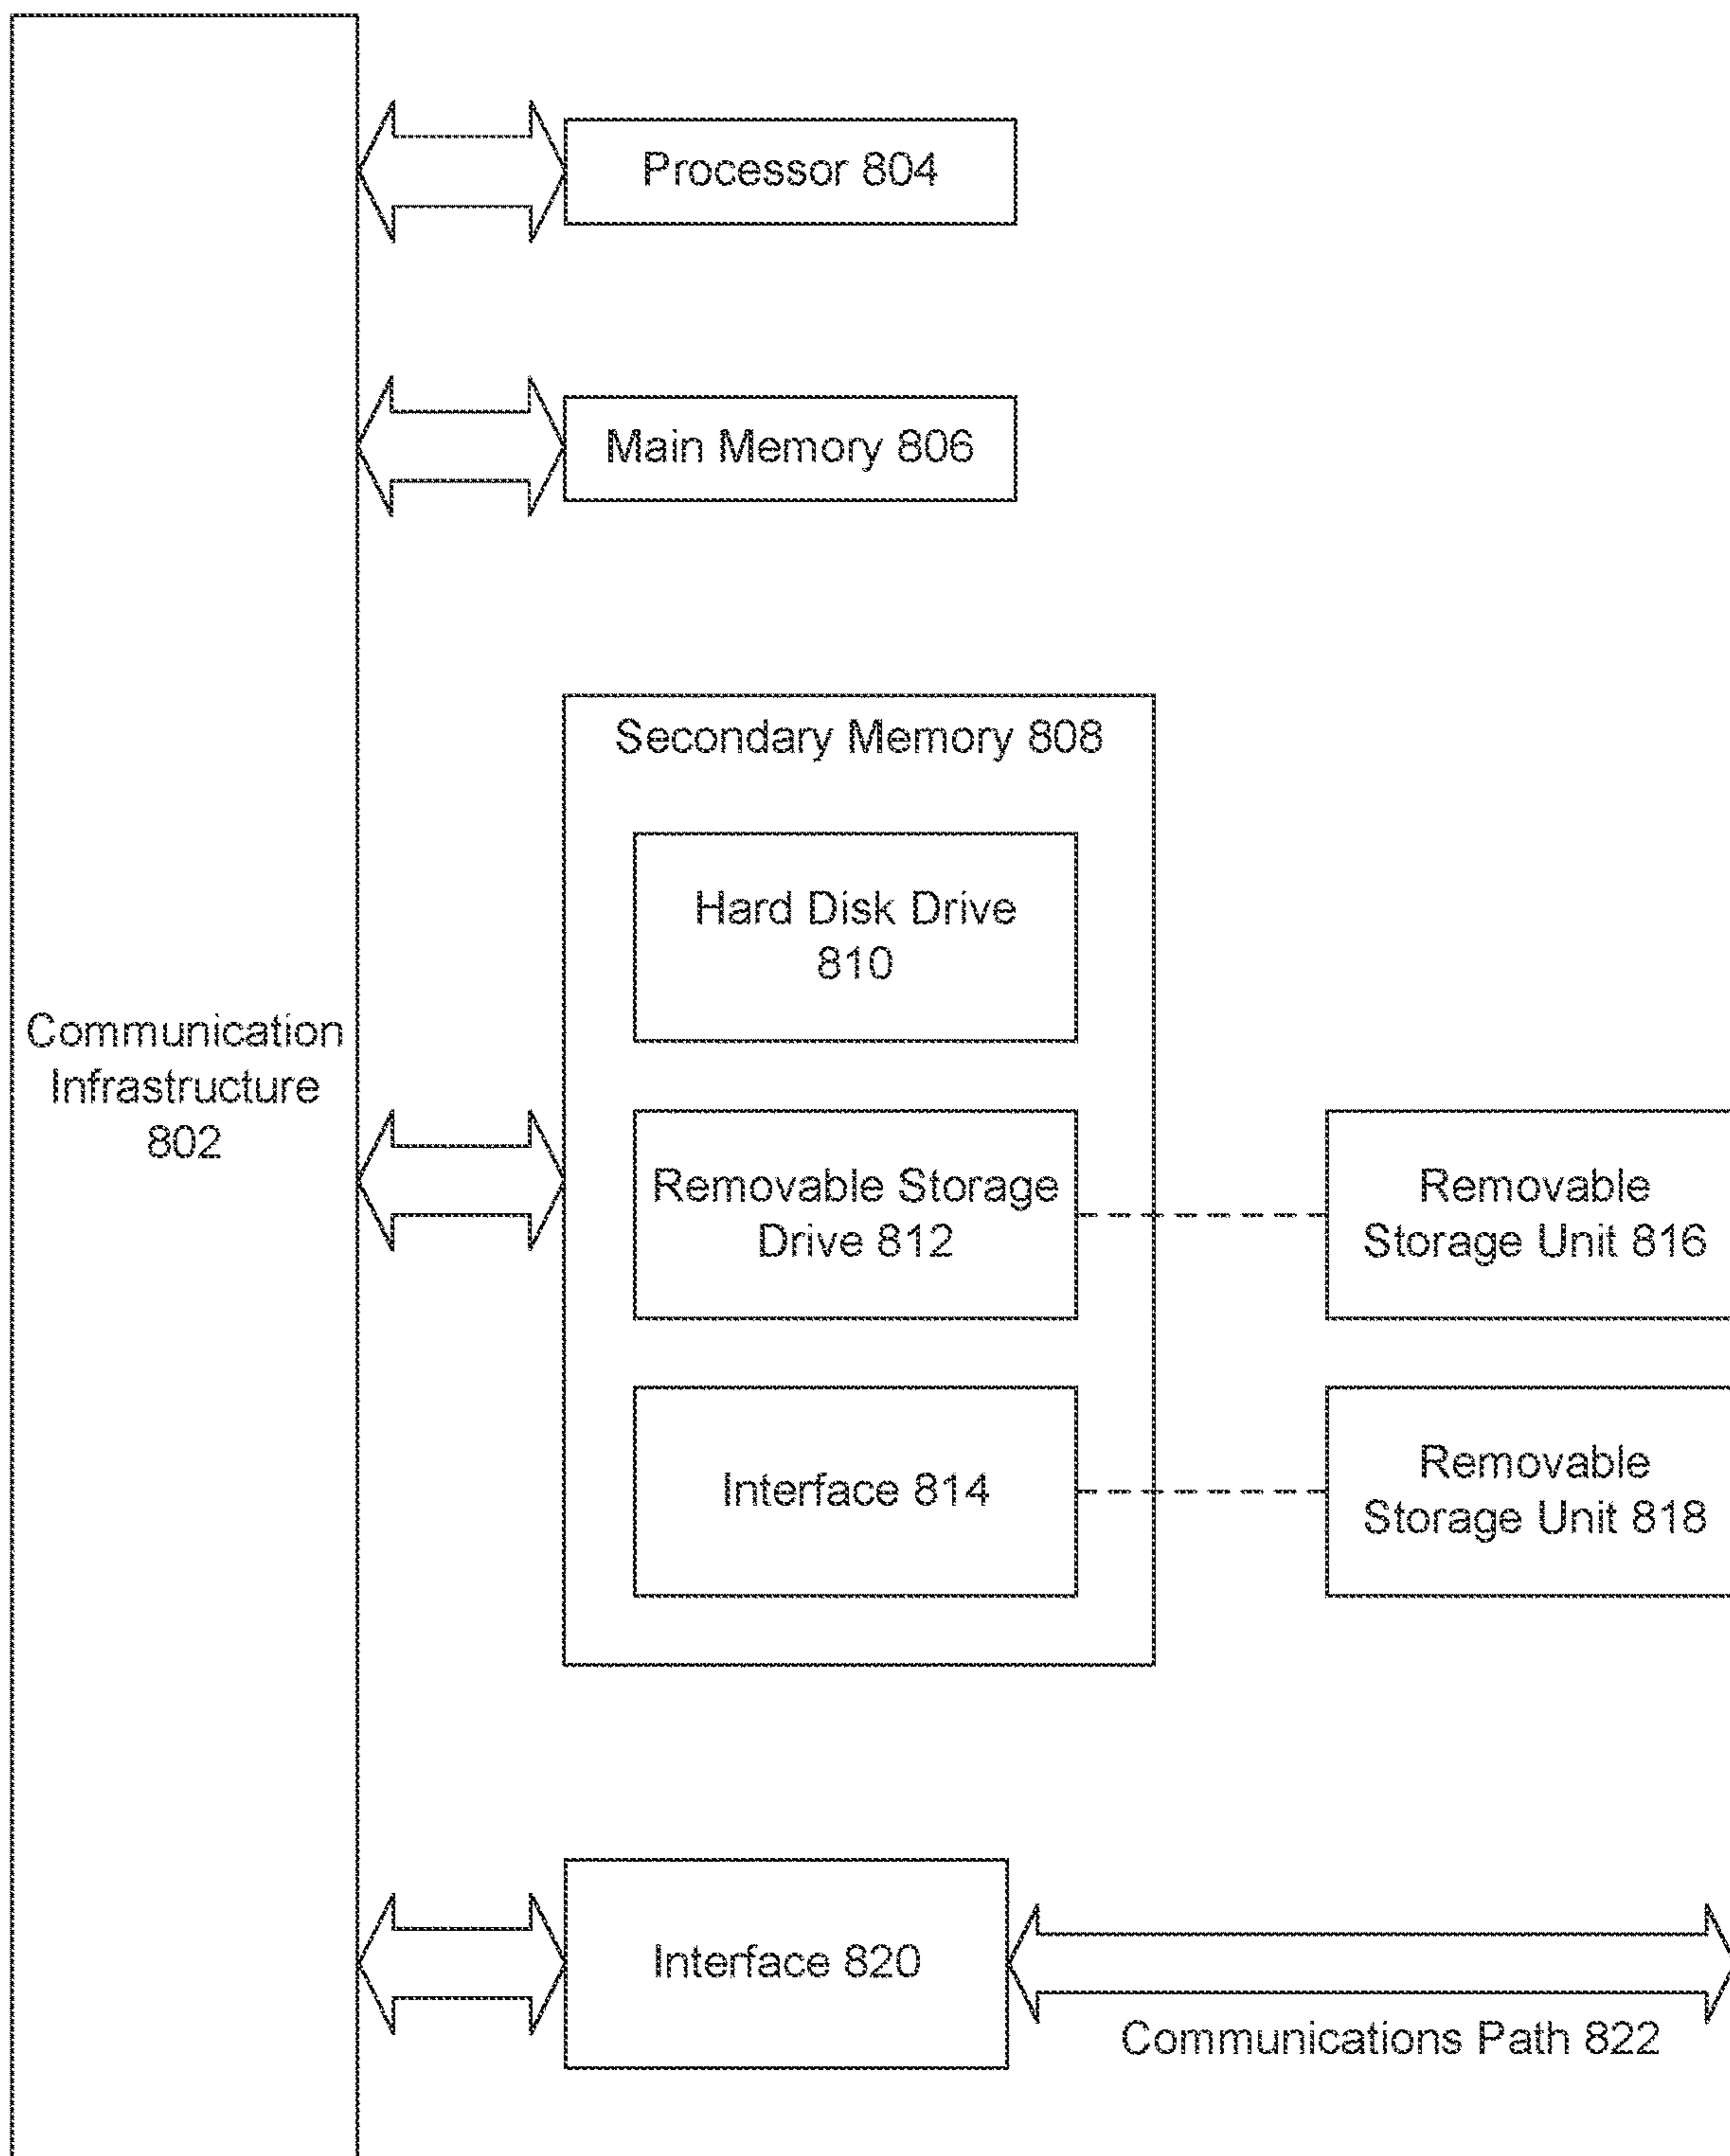 Processor 804
Main Memory 806
Secondary Memory 808
Hard Disk Drive
810
Communication
Infrastructure
802
Removable Storage
Drive 812
Removable
Storage Unit 816
Interface 814
Removable
Storage Unit 818
Interface 820
Communications Path 822